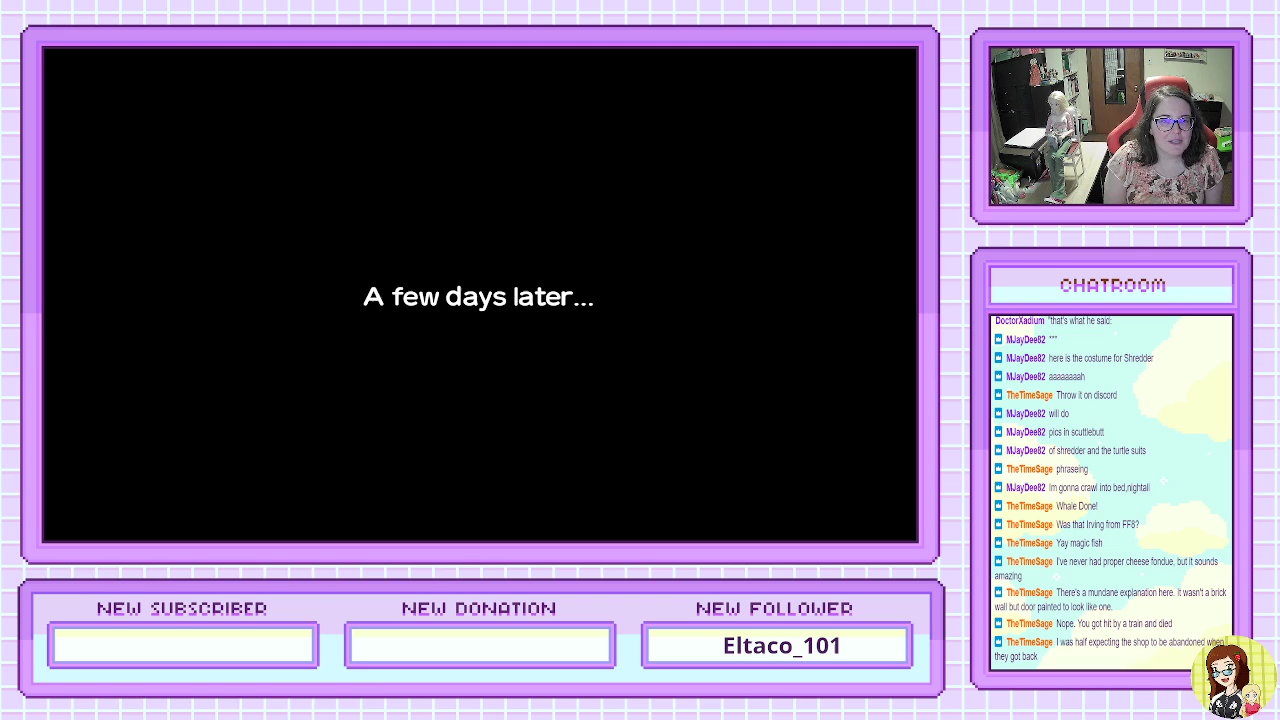 A few days later...
CHATROOM
DoctorXadium "that's what he said:
MJayDee82 ***
MJayDee82 here is the costume for Shredder
MJayDee82 aaaaaaaah
TheTimeSage Throw it on discord
MJayDee82 will do
MJayDee82 pics in scuttlebutt
MJayDee82 of shredder and the turtle suits
TheTimeSage phraseing
MJayDee82 Im gonna crawl into bed,nightall
TheTimeSage Whale Done!
TheTimeSage Was that Irving from FF8?
TheTimeSage Yay magic fish
TheTimeSage I've never had proper cheese fondue, but it sounds
amazing
TheTimeSage There's a mundane explanation here. It wasn't a brick
wall but door painted to look like one.
TheTimeSage Nope. You got hit by a train and died
TheTimeSage I was half expecting the shop to be abandoned when
they got back
NEW SUBSCRIBER
NEW DONATION
NEW FOLLOWER
Eltaco_101